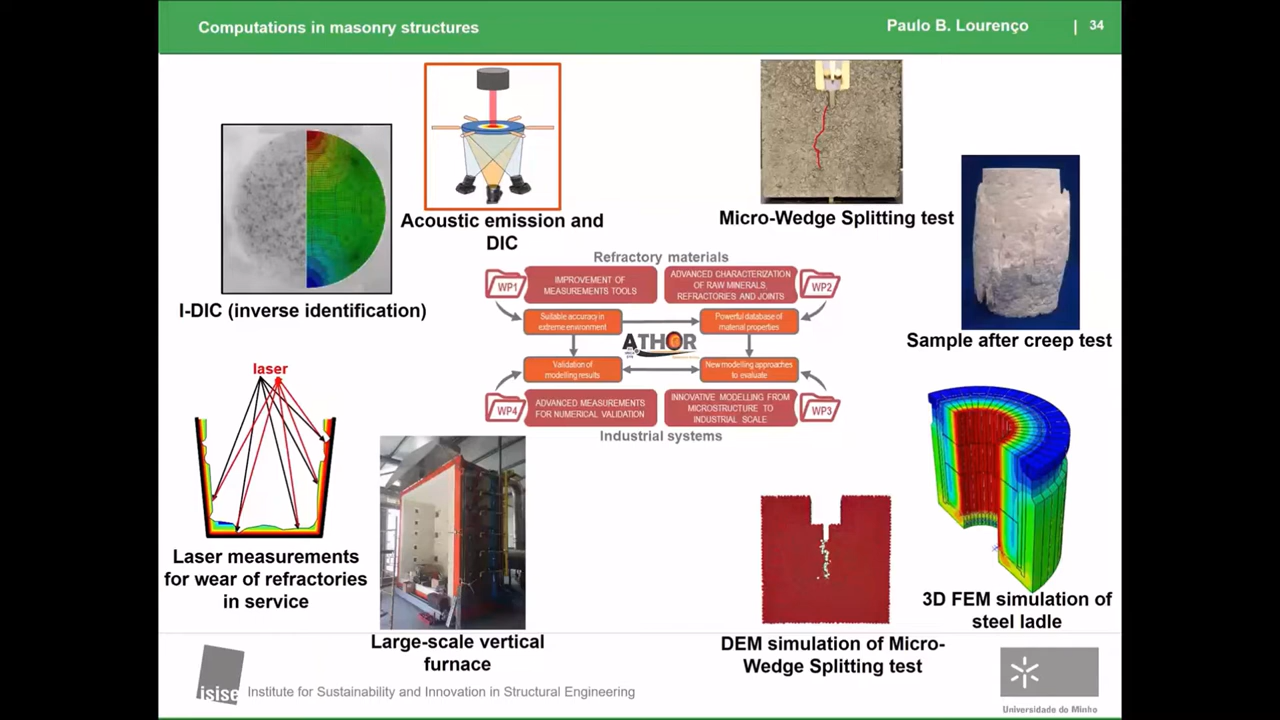 Computations in masonry structures
Paulo B. Lourenço | 34
Acoustic emission and
DIC
Micro-Wedge Splitting test
I-DIC (inverse identification)
Sample after creep test
Refractory materials
WP1
IMPROVEMENT OF
MEASUREMENTS TOOLS
ADVANCED CHARACTERIZATION
OF RAW MINERALS,
REFRACTORIES AND JOINTS
WP2
Suitable accuracy in
extreme environment
Powerful database of
material properties
ATHOR
Validation of
modelling results
New modelling approaches
to evaluate
WP4
ADVANCED MEASUREMENTS
FOR NUMERICAL VALIDATION
INNOVATIVE MODELLING FROM
MICROSTRUCTURE TO
INDUSTRIAL SCALE
WP3
Industrial systems
laser
Laser measurements
for wear of refractories
in service
Large-scale vertical
furnace
DEM simulation of Micro-
Wedge Splitting test
3D FEM simulation of
steel ladle
isise
Institute for Sustainability and Innovation in Structural Engineering
Universidade do Minho